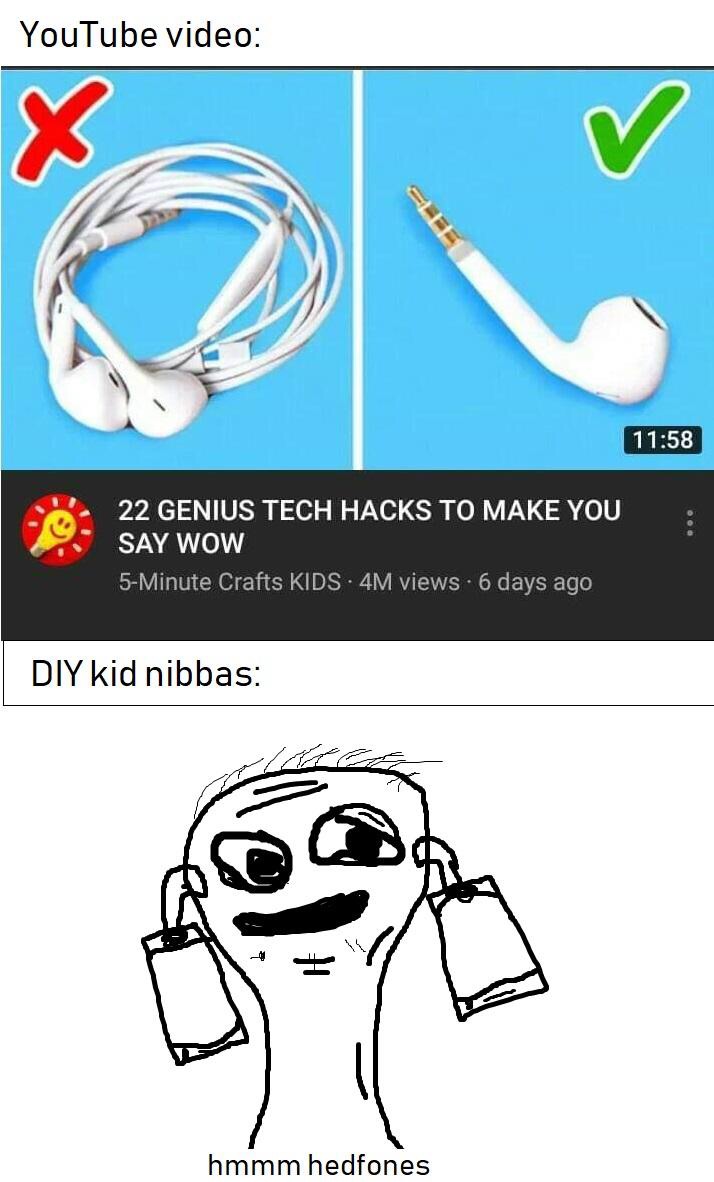 YouTube video:
11:58
22 GENIUS TECH HACKS TO MAKE YOU
SAY WOW
5-Minute Crafts KIDS · 4M views · 6 days ago
DIY kid nibbas:
hmmm hedfones